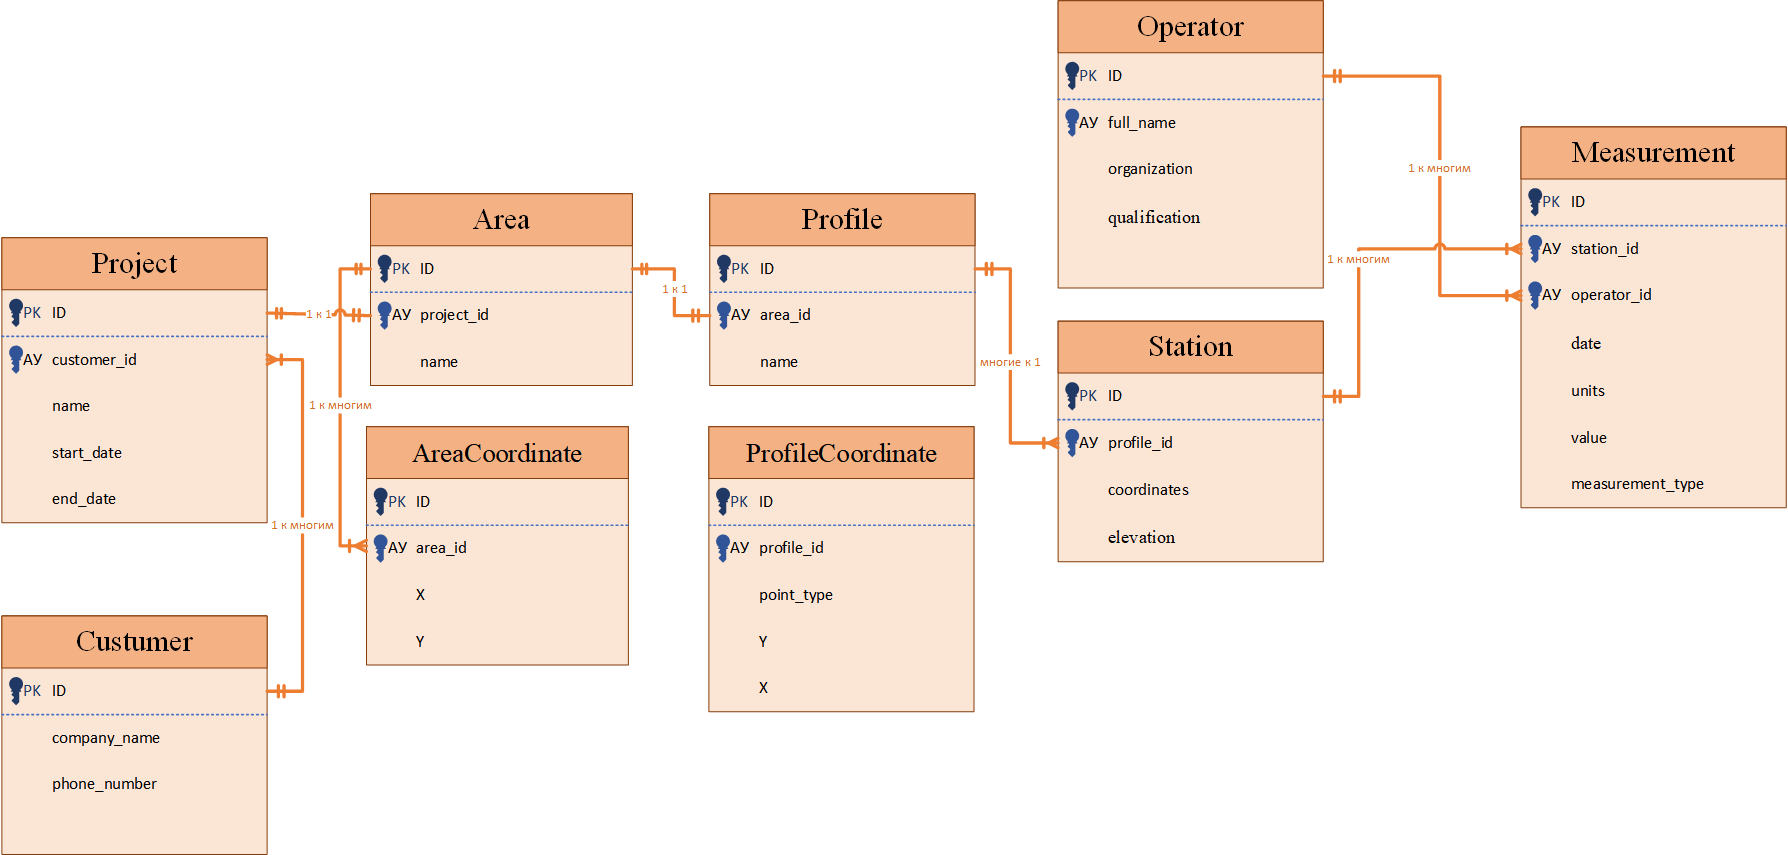 Operator
PK ID
АУ full_name
organization
qualification
Measurement
PK ID
АУ station_id
АУ operator_id
date
units
value
measurement_type
1 к многим
1 к многим
Area
PK ID
АУ project_id
name
Profile
PK ID
АУ area_id
name
Project
PK ID
АУ customer_id
name
start_date
end_date
1 к 1
1 к 1
многие к 1
Station
PK ID
АУ profile_id
coordinates
elevation
1 к многим
AreaCoordinate
PK ID
АУ area_id
X
Y
ProfileCoordinate
PK ID
АУ profile_id
point_type
Y
X
1 к многим
Custumer
PK ID
company_name
phone_number